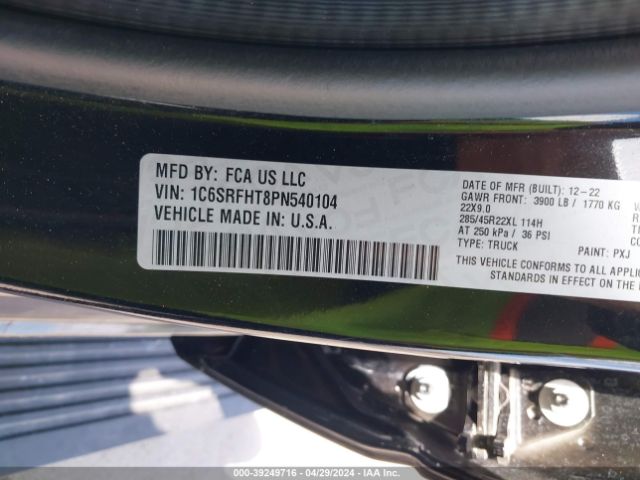 MFD BY: FCA US LLC
VIN: 1C6SRFHT8PN540104
VEHICLE MADE IN: U.S.A.
DATE OF MFR (BUILT): 12-22
GAWR FRONT: 3900 LB / 1770 KG
22X9.0
285/45R22XL 114H
AT 250 kPa / 36 PSI
TYPE: TRUCK
PAINT: PXJ
THIS VEHICLE CONFORMS TO ALL
STANDARDS IN EFFECT ON THE
000-39249716 - 04/29/2024 - IAA Inc.